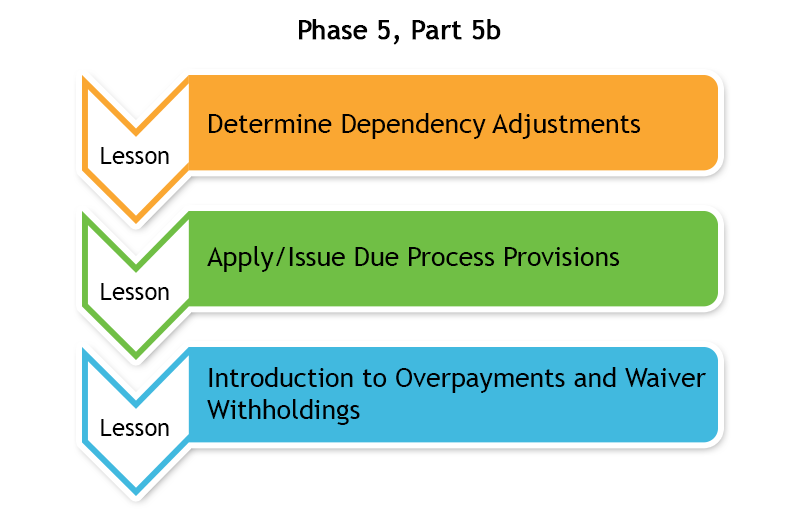 Phase 5, Part 5b
Lesson
Determine Dependency Adjustments
Lesson
Apply/Issue Due Process Provisions
Lesson
Introduction to Overpayments and Waiver
Withholdings